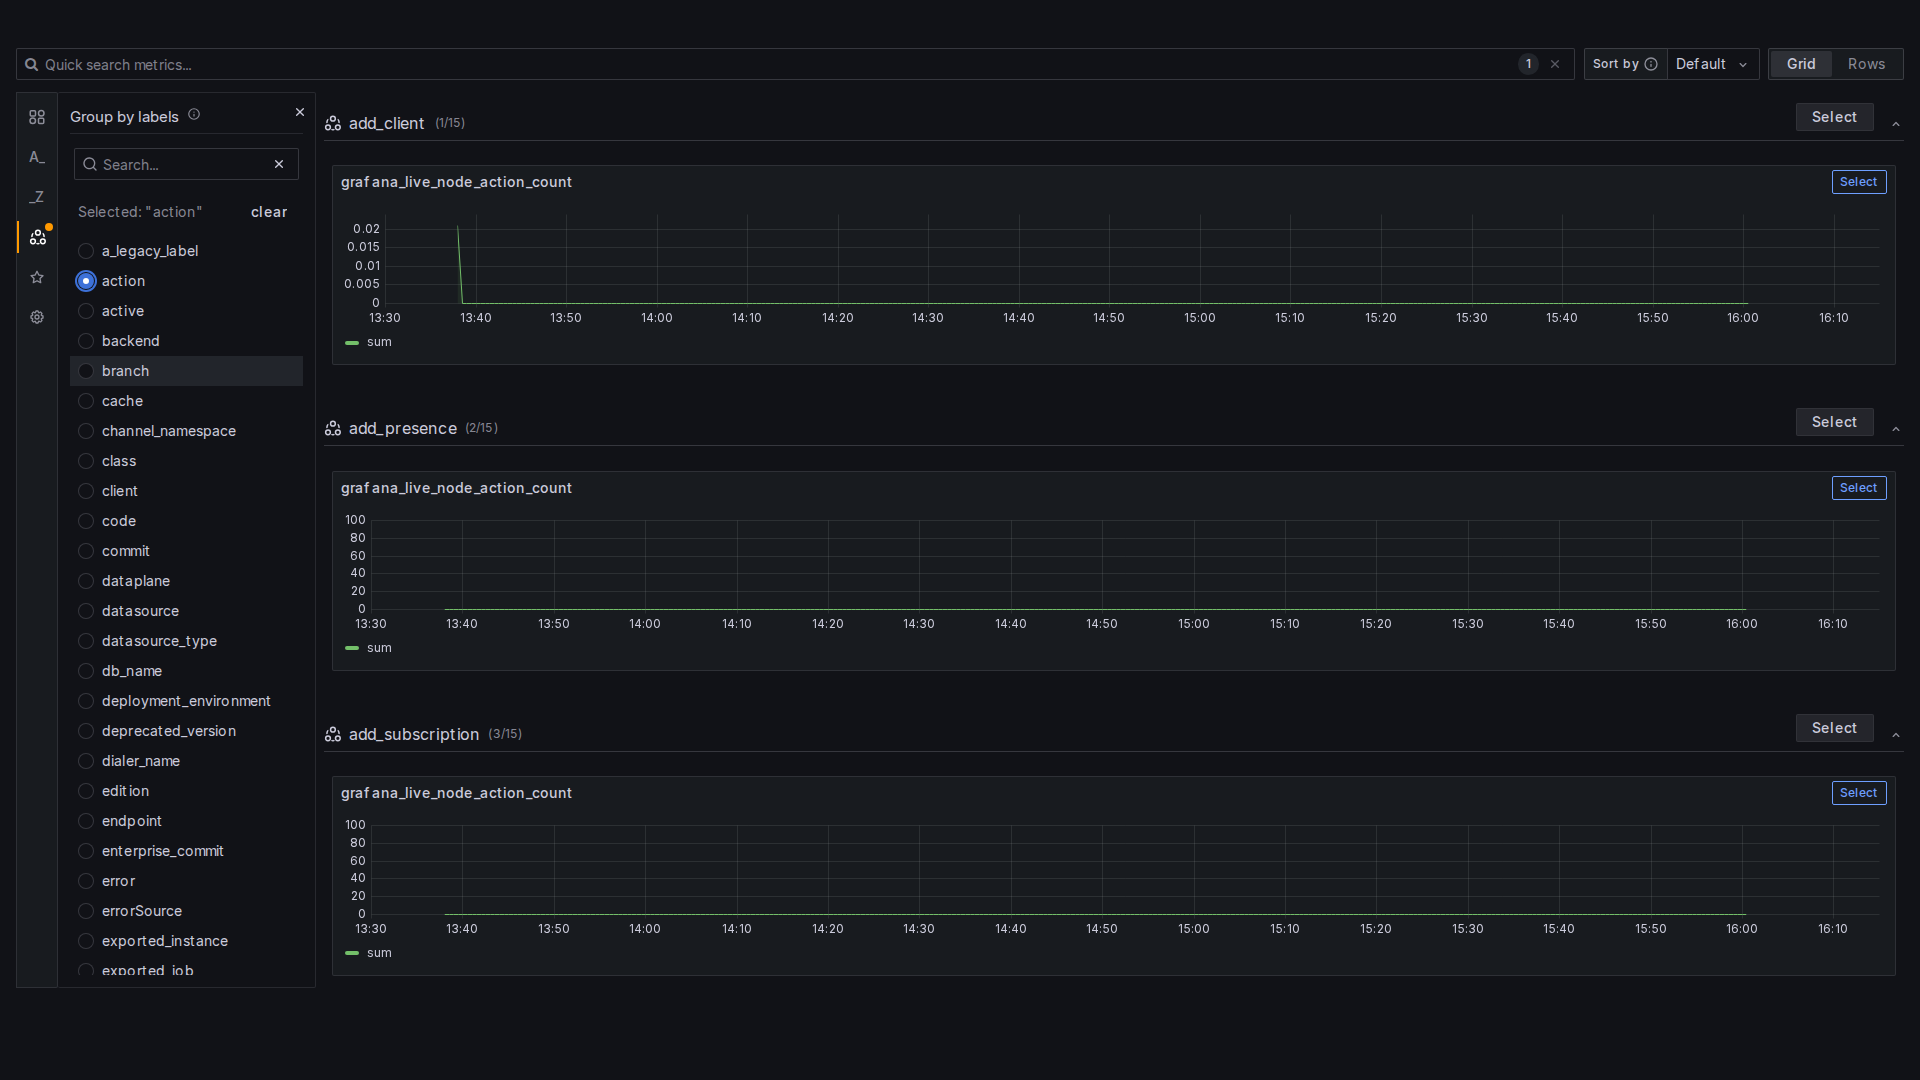 Quick search metrics...
1
Sort by
Default
Grid
Rows
Group by labels
Search...
Selected: "action"
clear
a_legacy_label
action
active
backend
branch
cache
channel_namespace
class
client
code
commit
dataplane
datasource
datasource_type
db_name
deployment_environment
deprecated_version
dialer_name
edition
endpoint
enterprise_commit
error
errorSource
exported_instance
exported_job
A_
_Z
add_client (1/15)
Select
grafana_live_node_action_count
Select
0.02
0.015
0.01
0.005
0
13:30 13:40 13:50 14:00 14:10 14:20 14:30 14:40 14:50 15:00 15:10 15:20 15:30 15:40 15:50 16:00 16:10
sum
add_presence (2/15)
Select
grafana_live_node_action_count
Select
100
80
60
40
20
0
13:30 13:40 13:50 14:00 14:10 14:20 14:30 14:40 14:50 15:00 15:10 15:20 15:30 15:40 15:50 16:00 16:10
sum
add_subscription (3/15)
Select
grafana_live_node_action_count
Select
100
80
60
40
20
0
13:30 13:40 13:50 14:00 14:10 14:20 14:30 14:40 14:50 15:00 15:10 15:20 15:30 15:40 15:50 16:00 16:10
sum